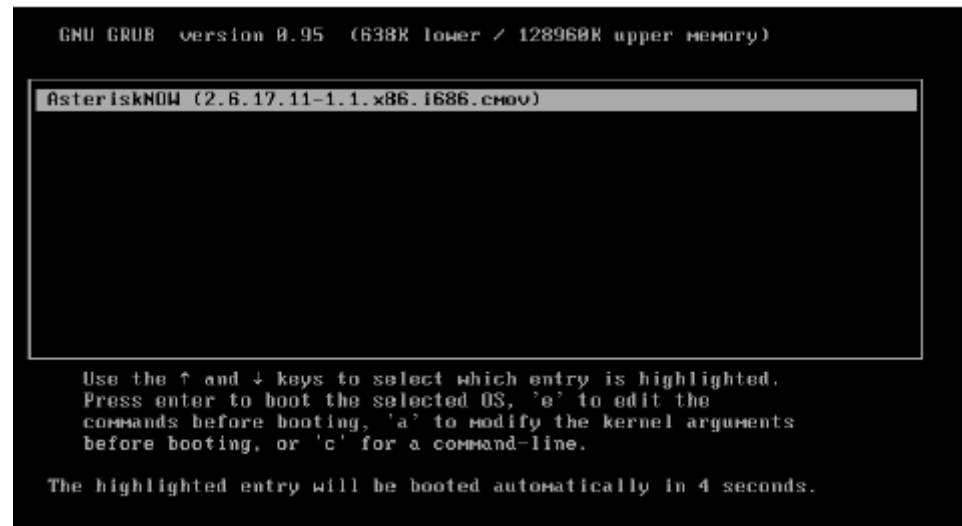 GNU GRUB version 0.95 (638K lower / 128960K upper memory)
AsteriskNOW (2.6.17.11-1.1.x86.i686.cmov)
Use the ↑ and ↓ keys to select which entry is highlighted.
Press enter to boot the selected OS, 'e' to edit the
commands before booting, 'a' to modify the kernel arguments
before booting, or 'c' for a command-line.
The highlighted entry will be booted automatically in 4 seconds.